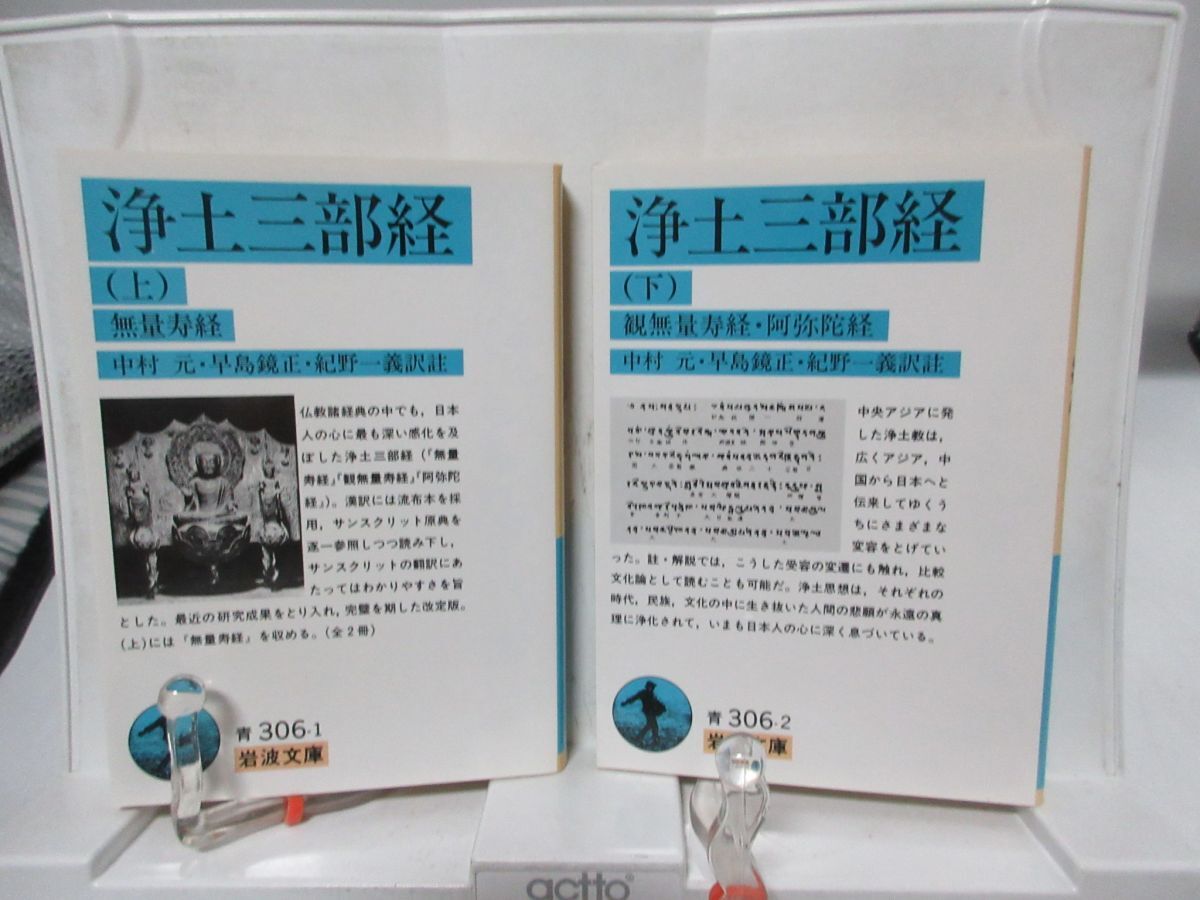 浄土三部経
(上)
無量寿経
中村 元・早島鏡正・紀野一義訳註
仏教諸経典の中でも，日本
人の心に最も深い感化を及
ぼした浄土三部経（『無量
寿経』『観無量寿経』『阿弥陀
経』）。漢訳には流布本を採
用，サンスクリット原典を
逐一参照しつつ読み下し，
サンスクリットの翻訳にあ
たってはわかりやすさを旨
とした。最近の研究成果をとり入れ，完璧を期した改定版。
(上)には『無量寿経』を収める。（全2冊）
青 306-1
岩波文庫
浄土三部経
(下)
観無量寿経・阿弥陀経
中村 元・早島鏡正・紀野一義訳註
中央アジアに発
した浄土教は，
広くアジア，中
国から日本へと
伝来してゆくう
ちにさまざまな
変容をとげてい
った。註・解説では，こうした受容の変遷にも触れ，比較
文化論として読むことも可能だ。浄土思想は，それぞれの
時代，民族，文化の中に生き抜いた人間の悲願が永遠の真
理に浄化されて，いまも日本人の心に深く息づいている。
青 306-2
岩 庫
actto